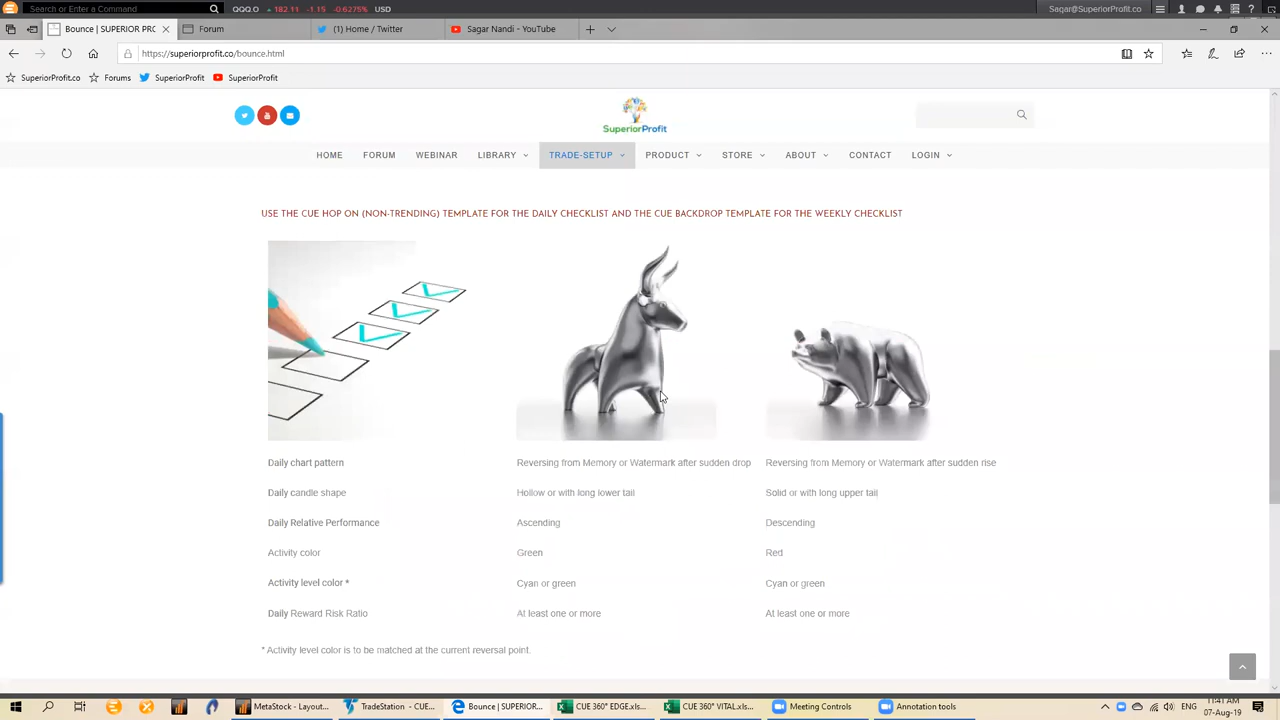 Search or Enter a Command
QQQ.O 182.11 -1.15 -0.6275% USD
Sagar@SuperiorProfit.co
Bounce | SUPERIOR PRO
Forum
(1) Home / Twitter
Sagar Nandi - YouTube
https://superiorprofit.co/bounce.html
SuperiorProfit.co
Forums
SuperiorProfit
SuperiorProfit
SuperiorProfit
HOME FORUM WEBINAR LIBRARY TRADE-SETUP PRODUCT STORE ABOUT CONTACT LOGIN
USE THE CUE HOP ON (NON-TRENDING) TEMPLATE FOR THE DAILY CHECKLIST AND THE CUE BACKDROP TEMPLATE FOR THE WEEKLY CHECKLIST
Daily chart pattern Reversing from Memory or Watermark after sudden drop Reversing from Memory or Watermark after sudden rise
Daily candle shape Hollow or with long lower tail Solid or with long upper tail
Daily Relative Performance Ascending Descending
Activity color Green Red
Activity level color * Cyan or green Cyan or green
Daily Reward Risk Ratio At least one or more At least one or more
* Activity level color is to be matched at the current reversal point.
MetaStock - Layout...
TradeStation - CUE...
Bounce | SUPERIOR...
CUE 360° EDGE.xls...
CUE 360° VITAL.xls...
Meeting Controls
Annotation tools
ENG
11:41 AM
07-Aug-19